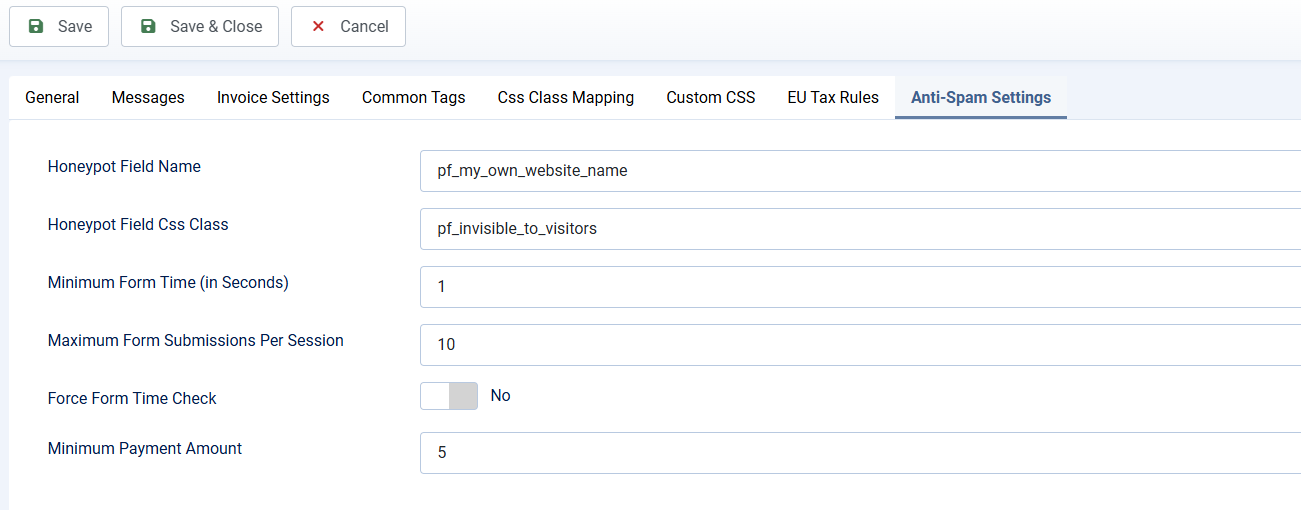 Save Save & Close Cancel
General Messages Invoice Settings Common Tags Css Class Mapping Custom CSS EU Tax Rules Anti-Spam Settings
Honeypot Field Name pf_my_own_website_name
Honeypot Field Css Class pf_invisible_to_visitors
Minimum Form Time (in Seconds) 1
Maximum Form Submissions Per Session 10
Force Form Time Check No
Minimum Payment Amount 5